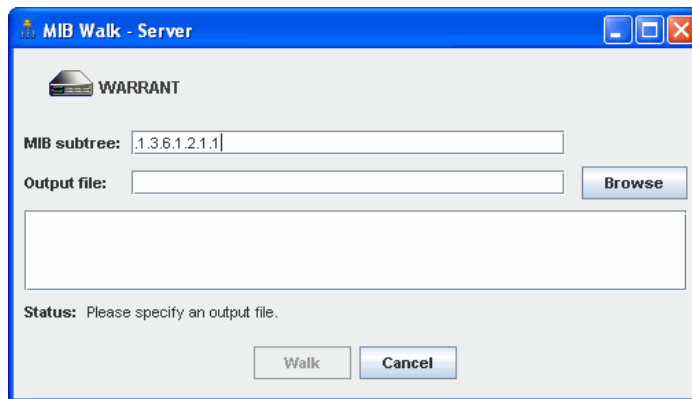 MIB Walk - Server
WARRANT
MIB subtree: .1.3.6.1.2.1.1
Output file: Browse
Status: Please specify an output file.
Walk Cancel